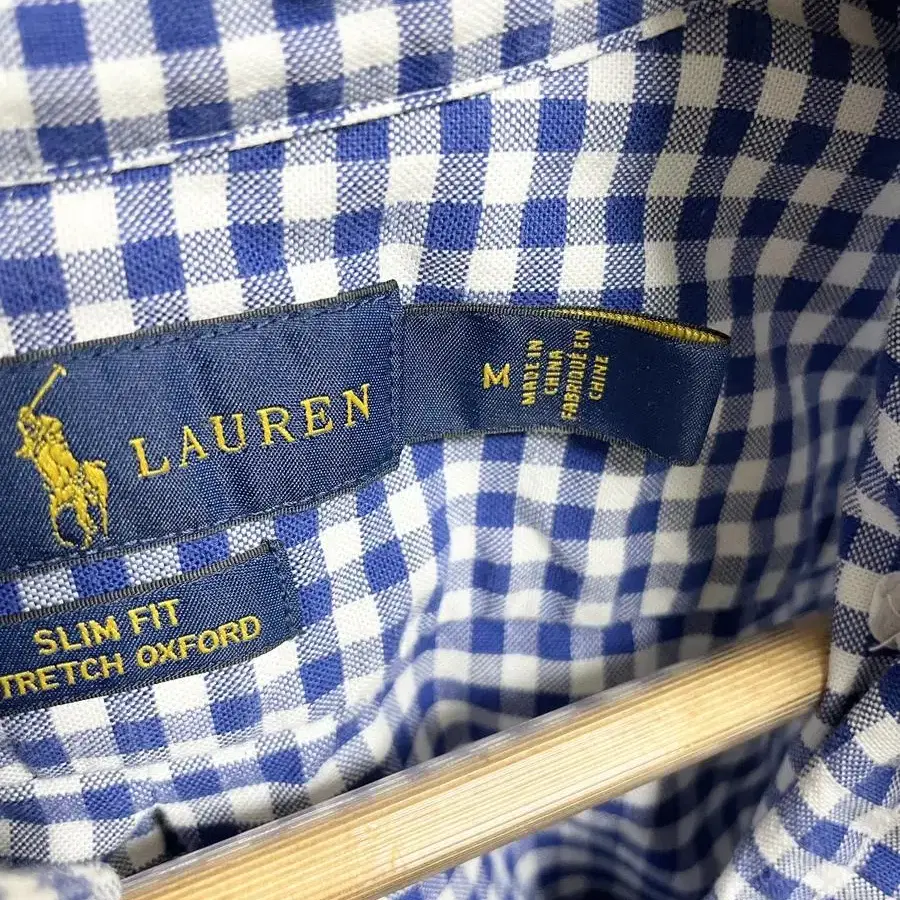 LAUREN
M
MADE IN
CHINA
FABRIQUÉ EN
CHINE
SLIM FIT
TRETCH OXFORD